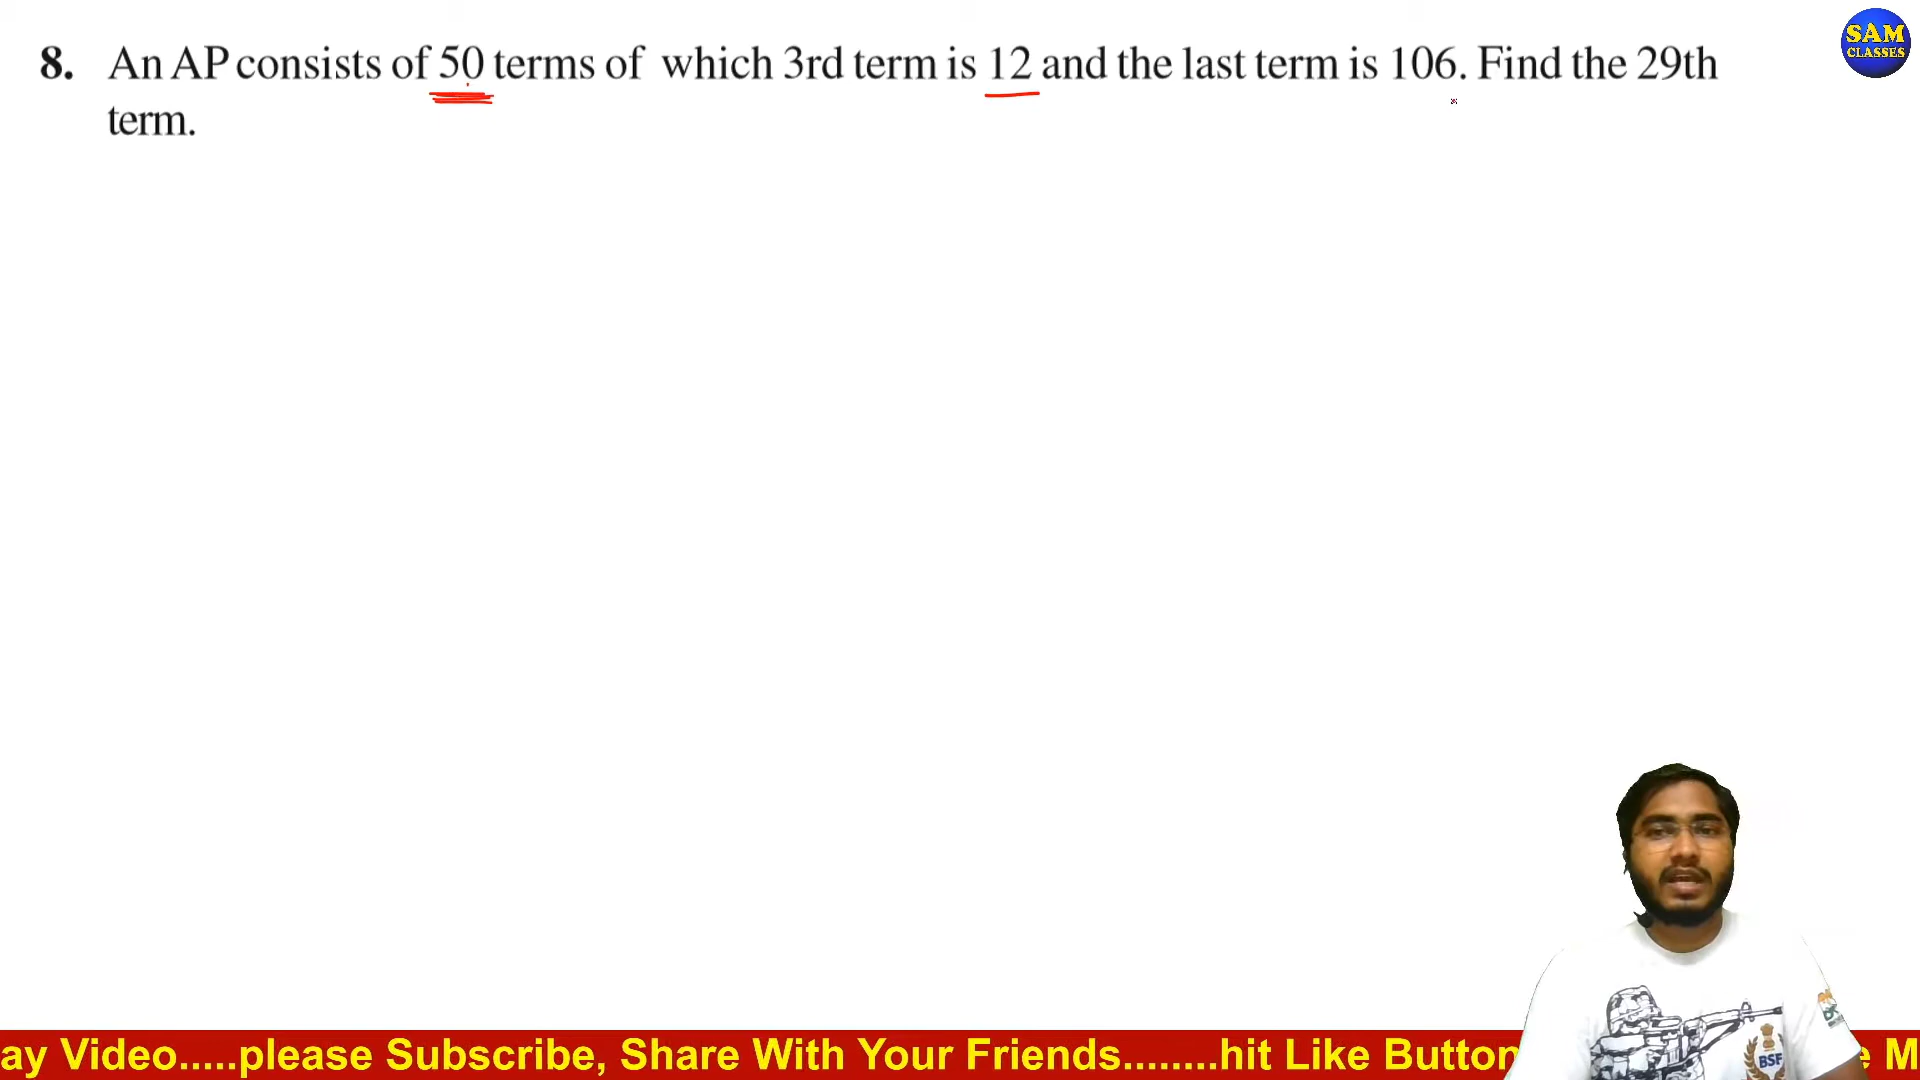 8. An AP consists of 50 terms of which 3rd term is 12 and the last term is 106. Find the 29th
term.
SAM
CLASSES
ay Video.....please Subscribe, Share With Your Friends........hit Like Button
e M
BSF